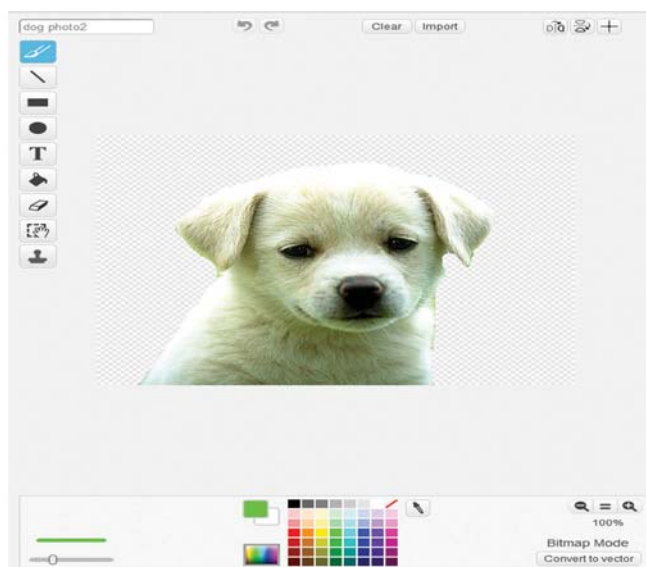 dog photo2
Clear Import
T
100%
Bitmap Mode
Convert to vector